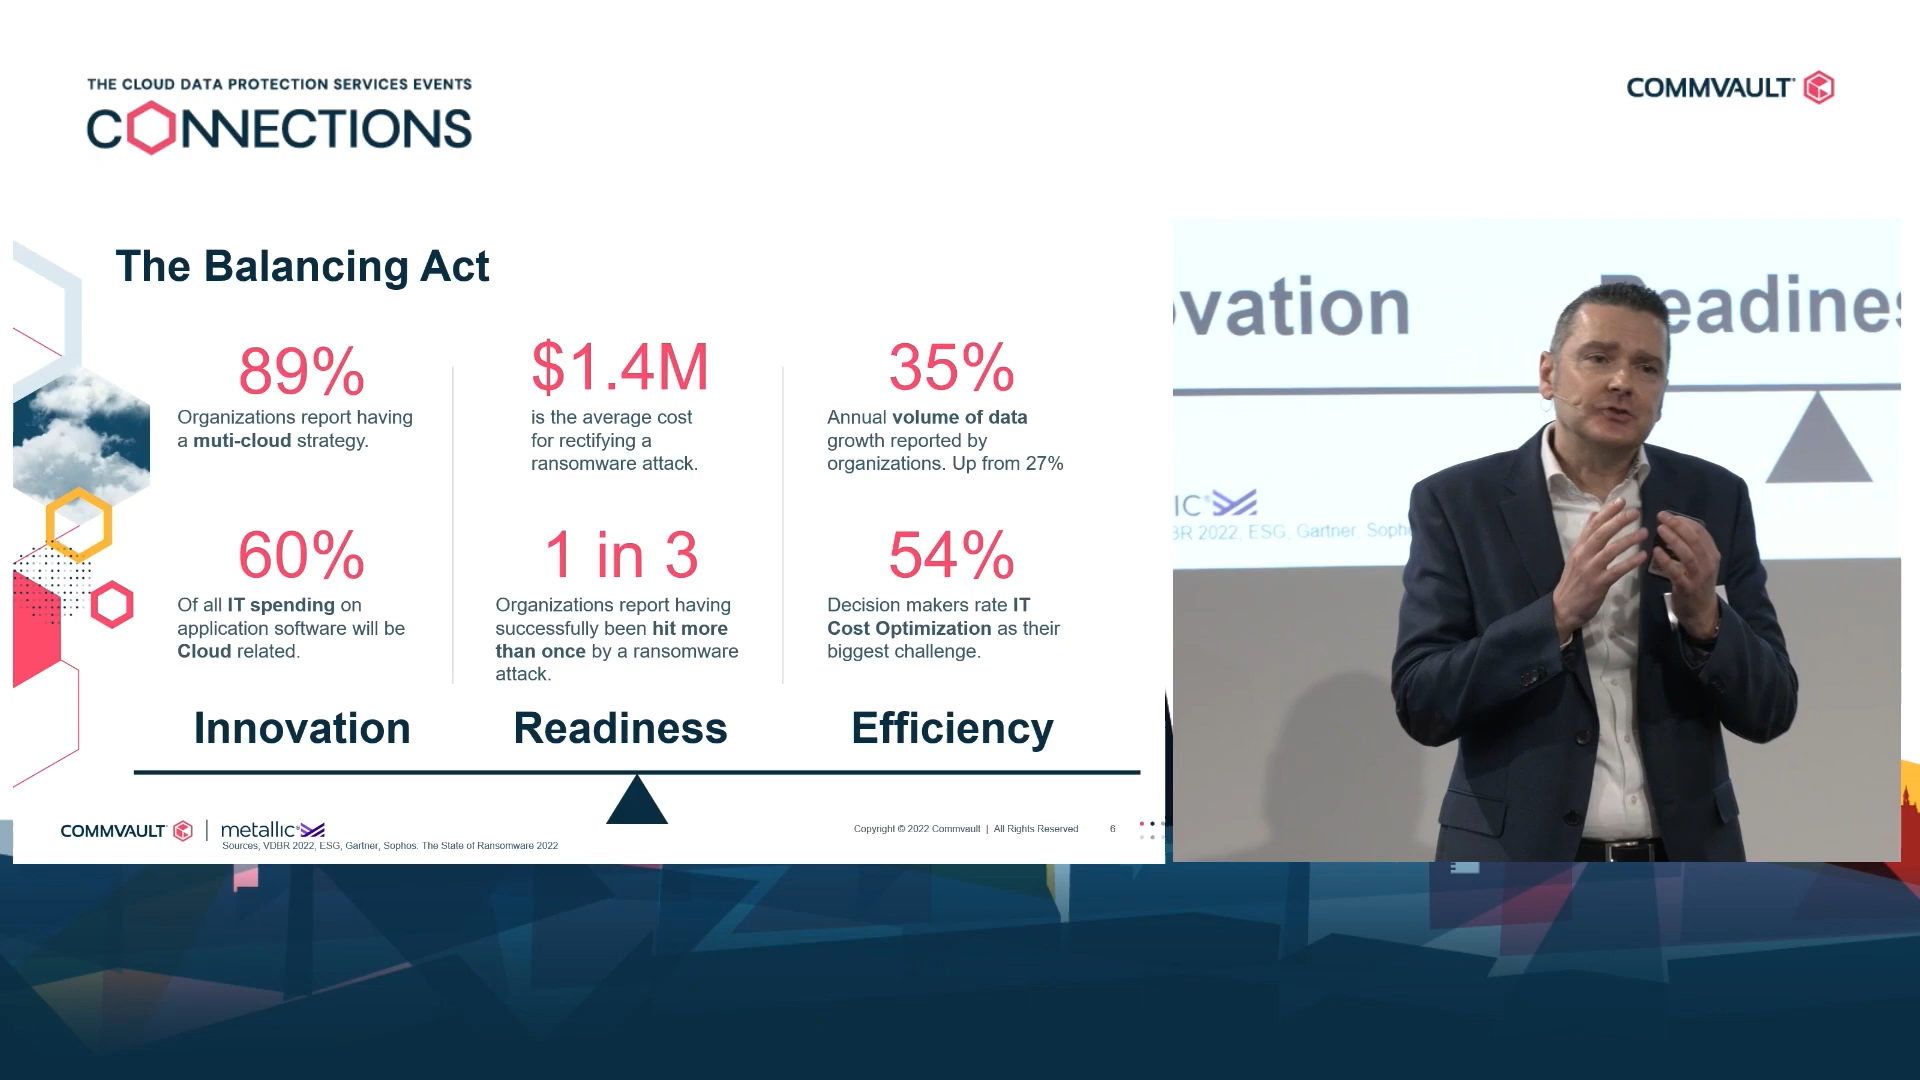 THE CLOUD DATA PROTECTION SERVICES EVENTS
CONNECTIONS
COMMVAULT
The Balancing Act
89%
Organizations report having
a muti-cloud strategy.
$1.4M
is the average cost
for rectifying a
ransomware attack.
35%
Annual volume of data
growth reported by
organizations. Up from 27%
60%
Of all IT spending on
application software will be
Cloud related.
1 in 3
Organizations report having
successfully been hit more
than once by a ransomware
attack.
54%
Decision makers rate IT
Cost Optimization as their
biggest challenge.
Innovation
Readiness
Efficiency
COMMVAULT
metallic
Sources, VDBR 2022, ESG, Gartner, Sophos. The State of Ransomware 2022
Copyright © 2022 Commvault | All Rights Reserved
6
ovation
Readines
IC
BR 2022, ESG, Gartner, Soph